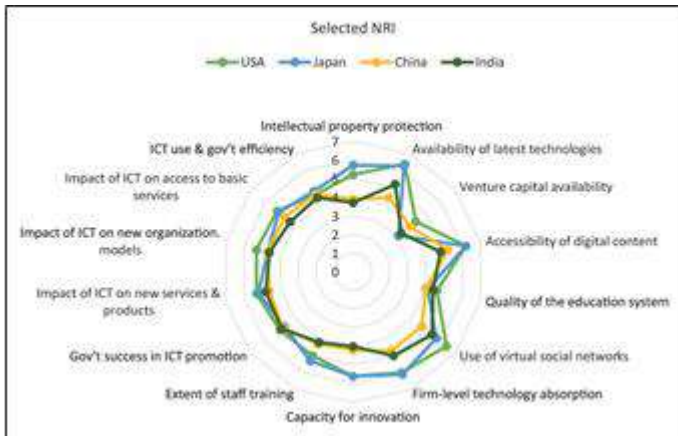 Selected NRI
USA Japan China India
Intellectual property protection
ICT use & gov't efficiency
Availability of latest technologies
Impact of ICT on access to basic
services
Venture capital availability
Impact of ICT on new organization.
models
Accessibility of digital content
Impact of ICT on new services &
products
Quality of the education system
Gov't success in ICT promotion
Use of virtual social networks
Extent of staff training
Firm-level technology absorption
Capacity for innovation
7
6
5
4
3
2
1
0